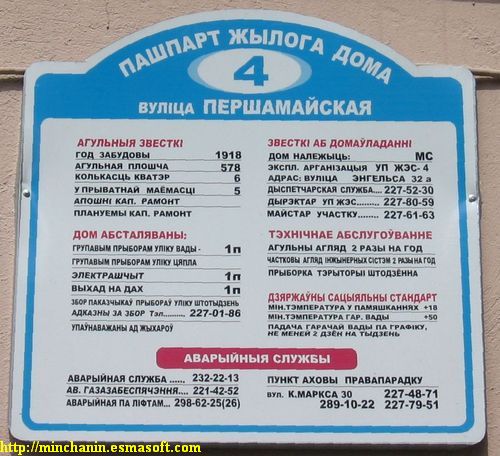 ПАШПАРТ ЖЫЛОГА ДОМА
4
ВУЛІЦА ПЕРШАМАЙСКАЯ
АГУЛЬНЫЯ ЗВЕСТКІ
ГОД ЗАБУДОВЫ 1918
АГУЛЬНАЯ ПЛОШЧА 578
КОЛЬКАСЦЬ КВАТЭР 6
У ПРЫВАТНАЙ МАЁМАСЦІ 5
АПОШНІ КАП. РАМОНТ
ПЛАНУЕМЫ КАП. РАМОНТ
ДОМ АБСТАЛЯВАНЫ:
ГРУПАВЫМ ПРЫБОРАМ УЛІКУ ВАДЫ - 1п
ГРУПАВЫМ ПРЫБОРАМ УЛІКУ ЦЯПЛА
ЭЛЕКТРАШЧЫТ 1п
ВЫХАД НА ДАХ 1п
ЗБОР ПАКАЗЧЫКАЎ ПРЫБОРАЎ УЛІКУ ШТОТЫДЗЕНЬ
АДКАЗНЫ ЗА ЗБОР Тэл.......... 227-01-86
УПАЎНАВАЖАНЫ АД ЖЫХАРОЎ
ЗВЕСТКІ АБ ДОМАЎЛАДАННІ
ДОМ НАЛЕЖЫЦЬ: МС
ЭКСПЛ. АРГАНІЗАЦЫЯ УП ЖЭС- 4
АДРАС: ВУЛІЦА ЭНГЕЛЬСА 32 а
ДЫСПЕТЧАРСКАЯ СЛУЖБА .... 227-52-30
ДЫРЭКТАР УП ЖЭС......... 227-80-59
МАЙСТАР УЧАСТКУ......... 227-61-63
ТЭХНІЧНАЕ АБСЛУГОЎВАННЕ
АГУЛЬНЫ АГЛЯД 2 РАЗЫ НА ГОД
ЧАСТКОВЫ АГЛЯД ІНЖЫНЕРНЫХ СІСТЭМ 2 РАЗЫ НА ГОД
ПРЫБОРКА ТЭРЫТОРЫІ ШТОДЗЁННА
ДЗЯРЖАЎНЫ САЦЫЯЛЬНЫ СТАНДАРТ
МІН.ТЭМПЕРАТУРА У ПАМЯШКАННЯХ +18
МІН.ТЭМПЕРАТУРА ГАР. ВАДЫ +50
ПАДАЧА ГАРАЧАЙ ВАДЫ ПА ГРАФІКУ,
НЕ МЕНЕЙ 2 ДЗЁН НА ТЫДЗЕНЬ
АВАРЫЙНЫЯ СЛУЖБЫ
АВАРЫЙНАЯ СЛУЖБА ..... 232-22-13
АВ. ГАЗАЗАБЕСПЯЧЭННЯ..... 221-42-52
АВАРЫЙНАЯ ПА ЛІФТАМ... 298-62-25(26)
ПУНКТ АХОВЫ ПРАВАПАРАДКУ
ВУЛ. К.МАРКСА 30 227-48-71
289-10-22 227-79-51
http://minchanin.esmasoft.com